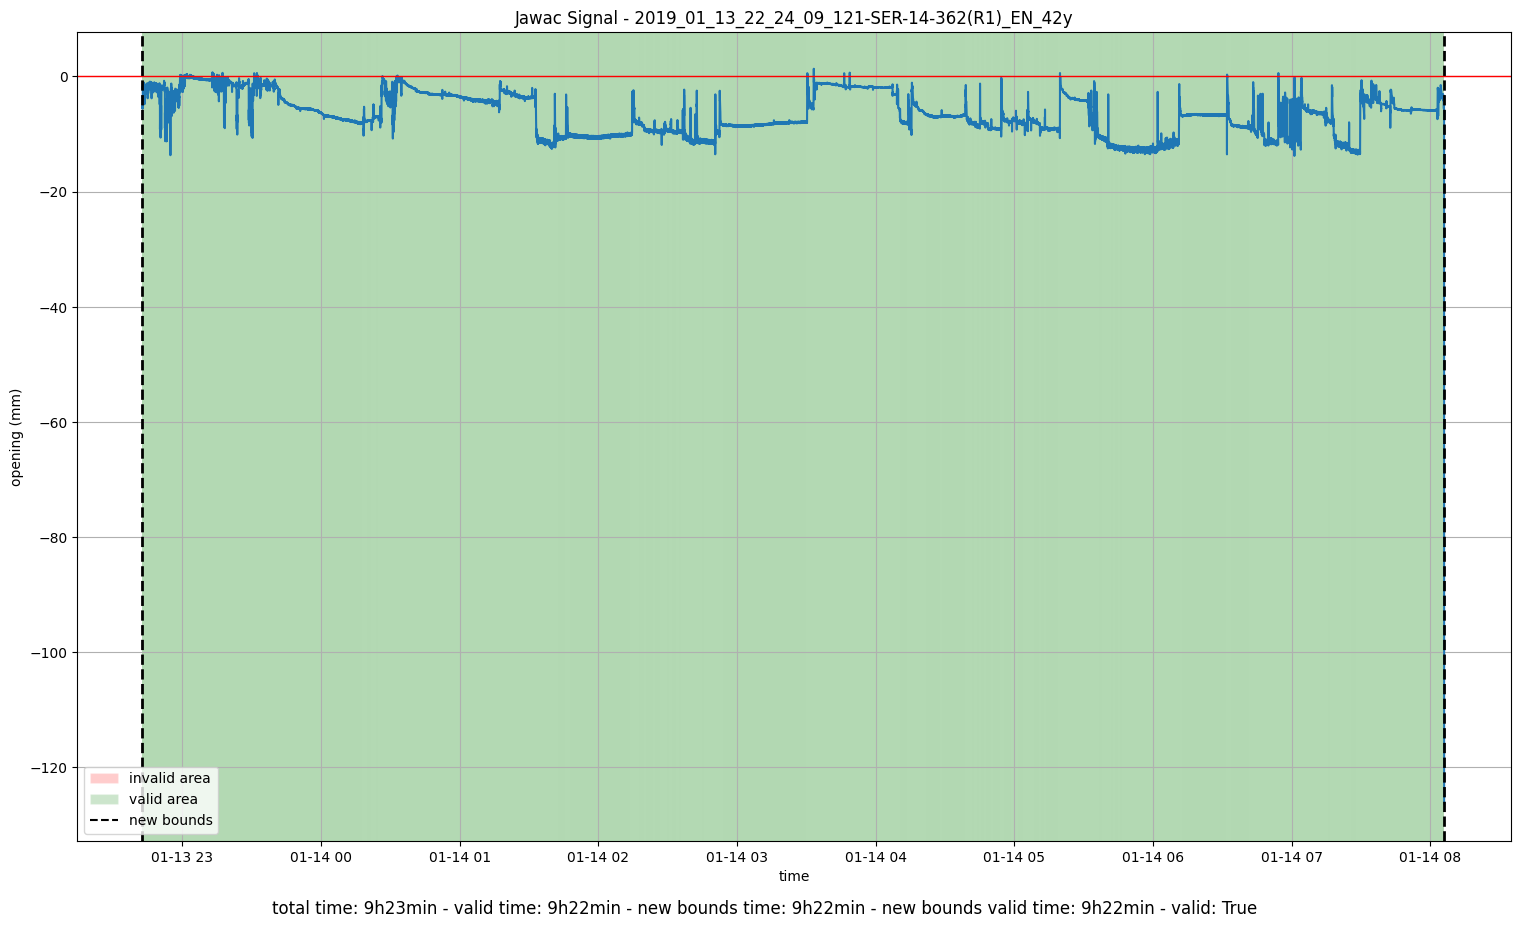 Jawac Signal - 2019_01_13_22_24_09_121-SER-14-362(R1)_EN_42y
opening (mm)
0
−20
−40
−60
−80
−100
−120
invalid area
valid area
new bounds
01-13 23 01-14 00 01-14 01 01-14 02 01-14 03 01-14 04 01-14 05 01-14 06 01-14 07 01-14 08
time
total time: 9h23min - valid time: 9h22min - new bounds time: 9h22min - new bounds valid time: 9h22min - valid: True